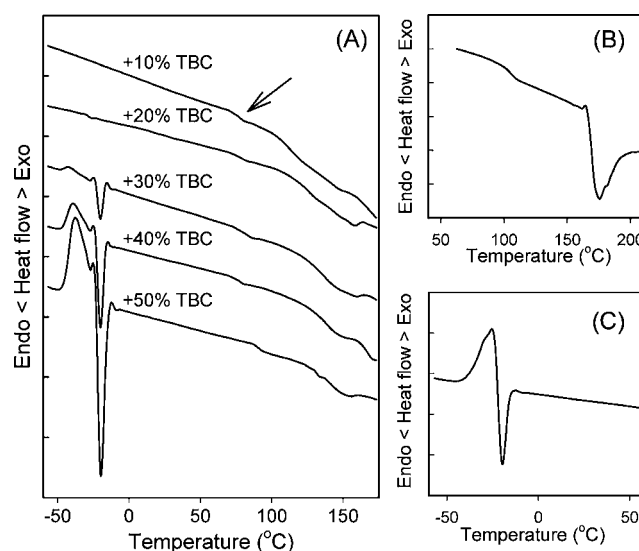 (A)
+10% TBC
+20% TBC
+30% TBC
+40% TBC
+50% TBC
Endo < Heat flow > Exo
-50 0 50 100 150
Temperature (°C)
(B)
Endo < Heat flow > Exo
50 100 150 200
Temperature (°C)
(C)
Endo < Heat flow > Exo
-50 0 50
Temperature (°C)